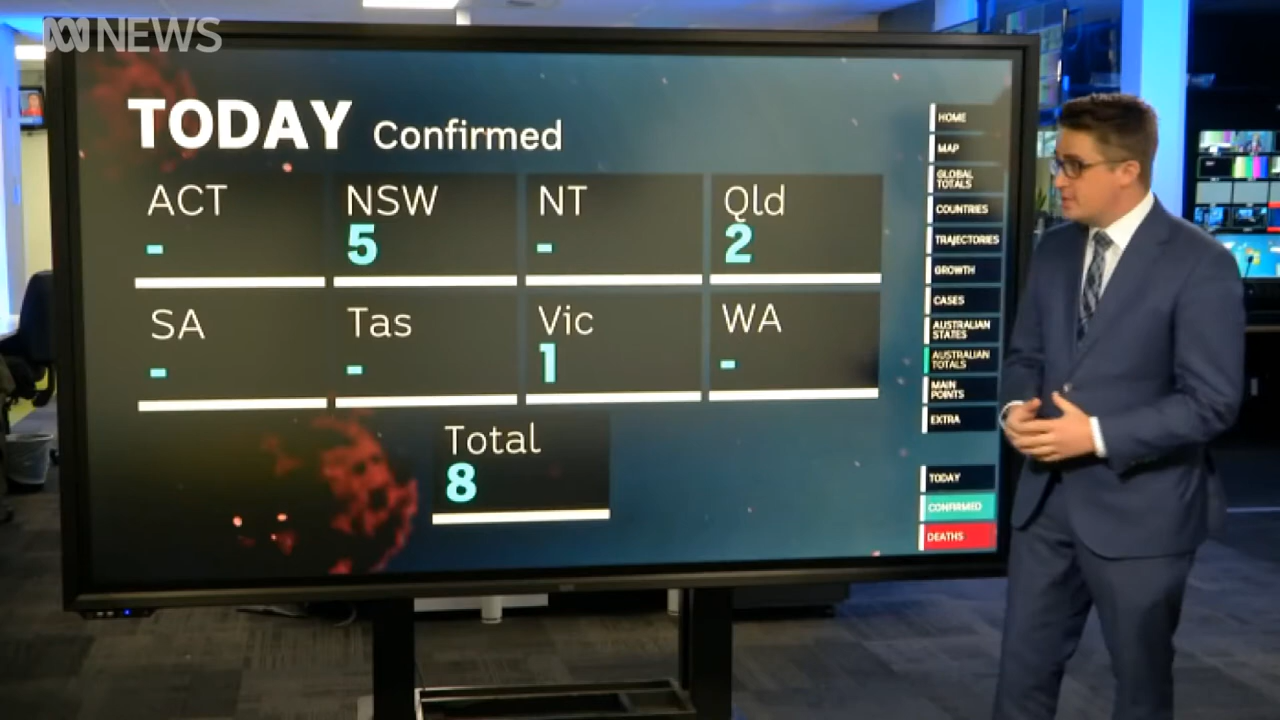 NEWS
TODAY Confirmed
ACT
-
NSW
5
NT
-
Qld
2
SA
-
Tas
-
Vic
1
WA
-
Total
8
HOME
MAP
GLOBAL
TOTALS
COUNTRIES
TRAJECTORIES
GROWTH
CASES
AUSTRALIAN
STATES
AUSTRALIAN
TOTALS
MAIN
POINTS
EXTRA
TODAY
CONFIRMED
DEATHS